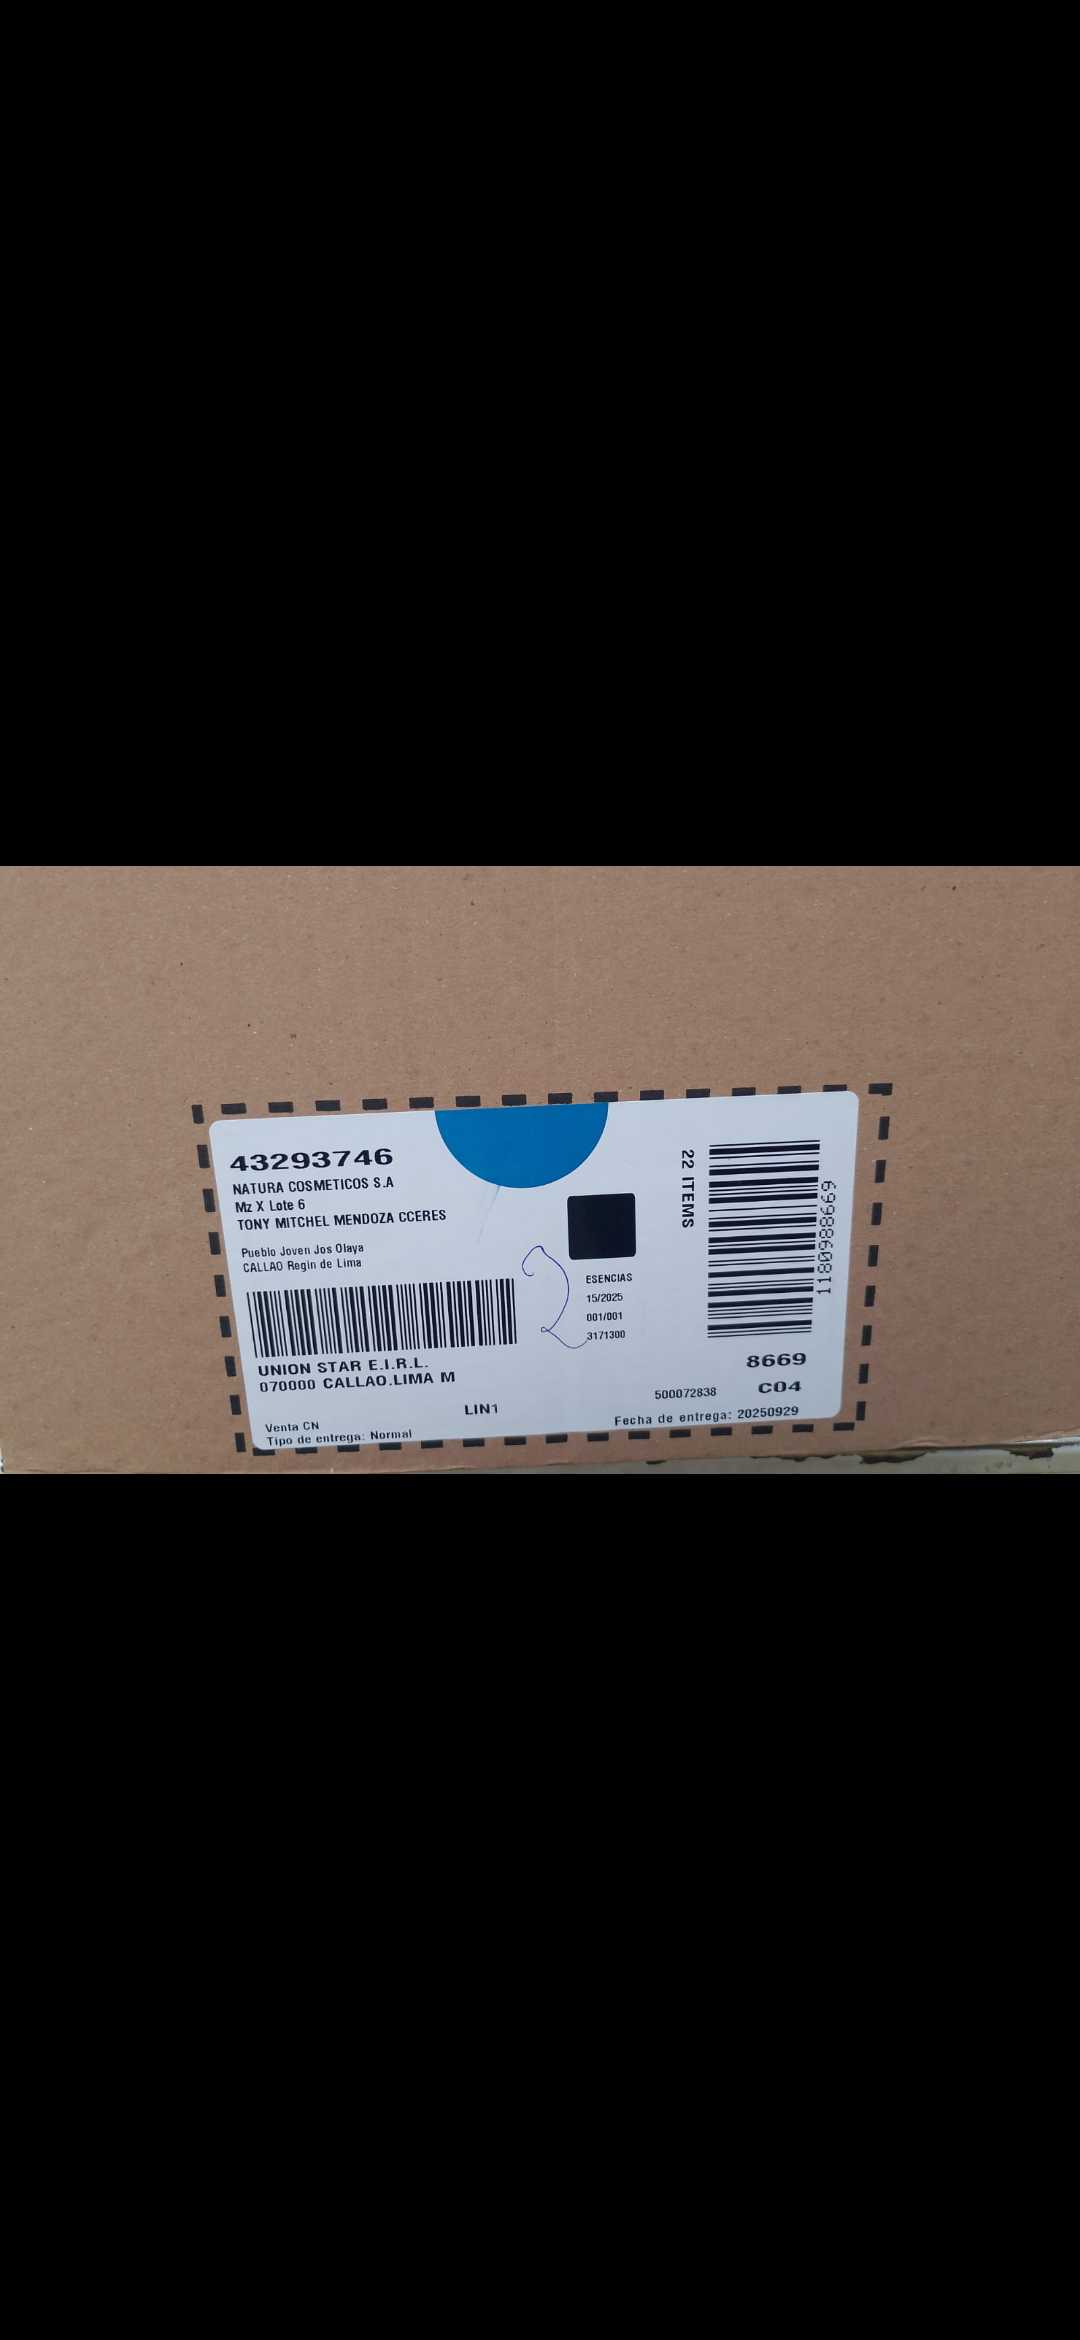 43293746
NATURA COSMETICOS S.A
Mz X Lote 6
TONY MITCHEL MENDOZA CCERES
Pueblo Joven Jos Olaya
CALLAO Regin de Lima
UNION STAR E.I.R.L.
070000 CALLAO.LIMA M
LIN1
Venta CN
Tipo de entrega: Normal
2
ESENCIAS
15/2025
001/001
3171300
22 ITEMS
1180988669
8669
500072838 C04
Fecha de entrega: 20250929